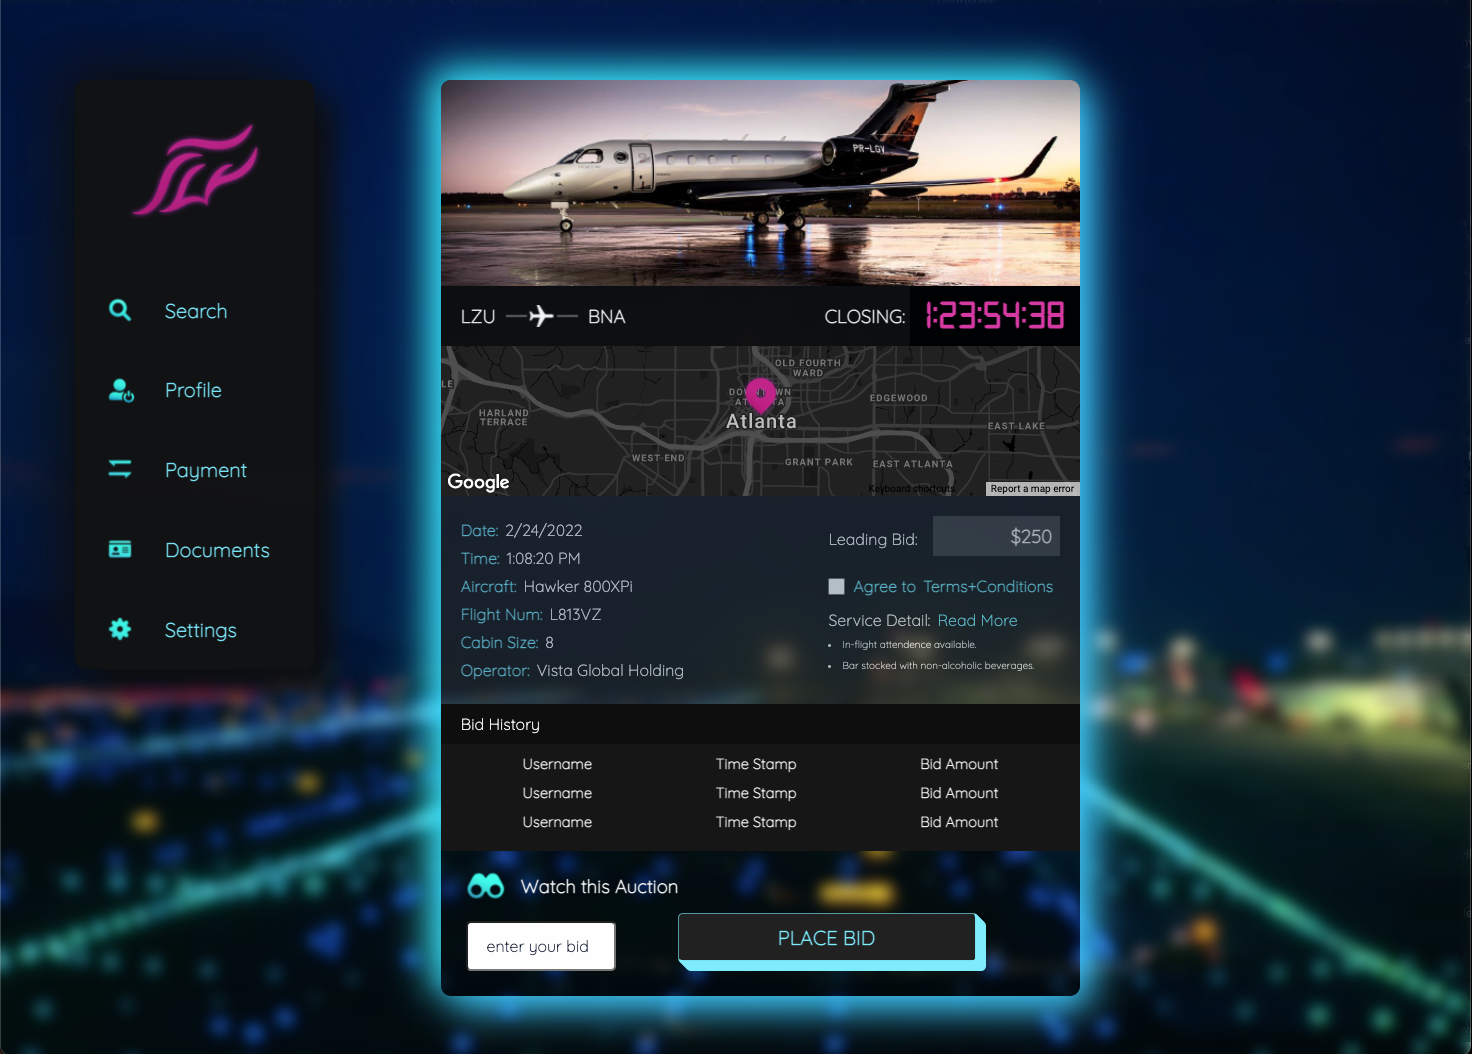 Search
Profile
Payment
Documents
Settings
PR-LGV
LZU
BNA
CLOSING:
1:23:54:38
OLD FOURTH
WARD
HARLAND
TERRACE
EDGEWOOD
Atlanta
EAST LAKE
WEST END
GRANT PARK
EAST ATLANTA
Google
Keyboard shortcuts
Report a map error
Date: 2/24/2022
Time: 1:08:20 PM
Aircraft: Hawker 800XPi
Flight Num: L813VZ
Cabin Size: 8
Operator: Vista Global Holding
Leading Bid: $250
Agree to Terms+Conditions
Service Detail: Read More
In-flight attendence available.
Bar stocked with non-alcoholic beverages.
Bid History
Username Time Stamp Bid Amount
Username Time Stamp Bid Amount
Username Time Stamp Bid Amount
Watch this Auction
enter your bid
PLACE BID